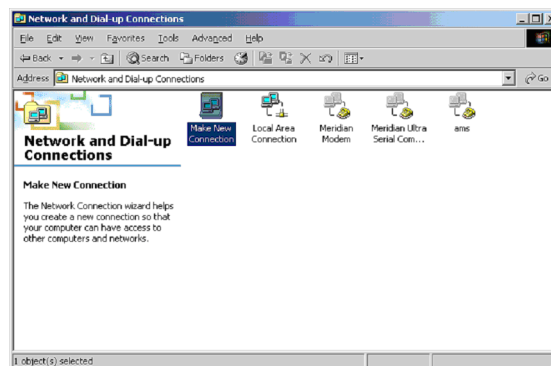 Network and Dial-up Connections
File Edit View Favorites Tools Advanced Help
Back Search Folders
Address Network and Dial-up Connections Go
Network and Dial-up
Connections
Make New Connection
The Network Connection wizard helps
you create a new connection so that
your computer can have access to
other computers and networks.
Make New
Connection
Local Area
Connection
Meridian
Modem
Meridian Ultra
Serial Com...
ams
1 object(s) selected